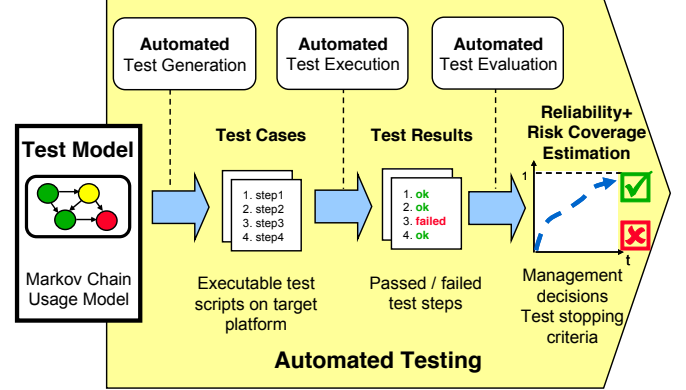 Automated
Test Generation
Automated
Test Execution
Automated
Test Evaluation
Test Model
Markov Chain
Usage Model
Test Cases
1. step1
2. step2
3. step3
4. step4
Executable test
scripts on target
platform
Test Results
1. ok
2. ok
3. failed
4. ok
Passed / failed
test steps
Reliability+
Risk Coverage
Estimation
1
t
Management
decisions
Test stopping
criteria
Automated Testing